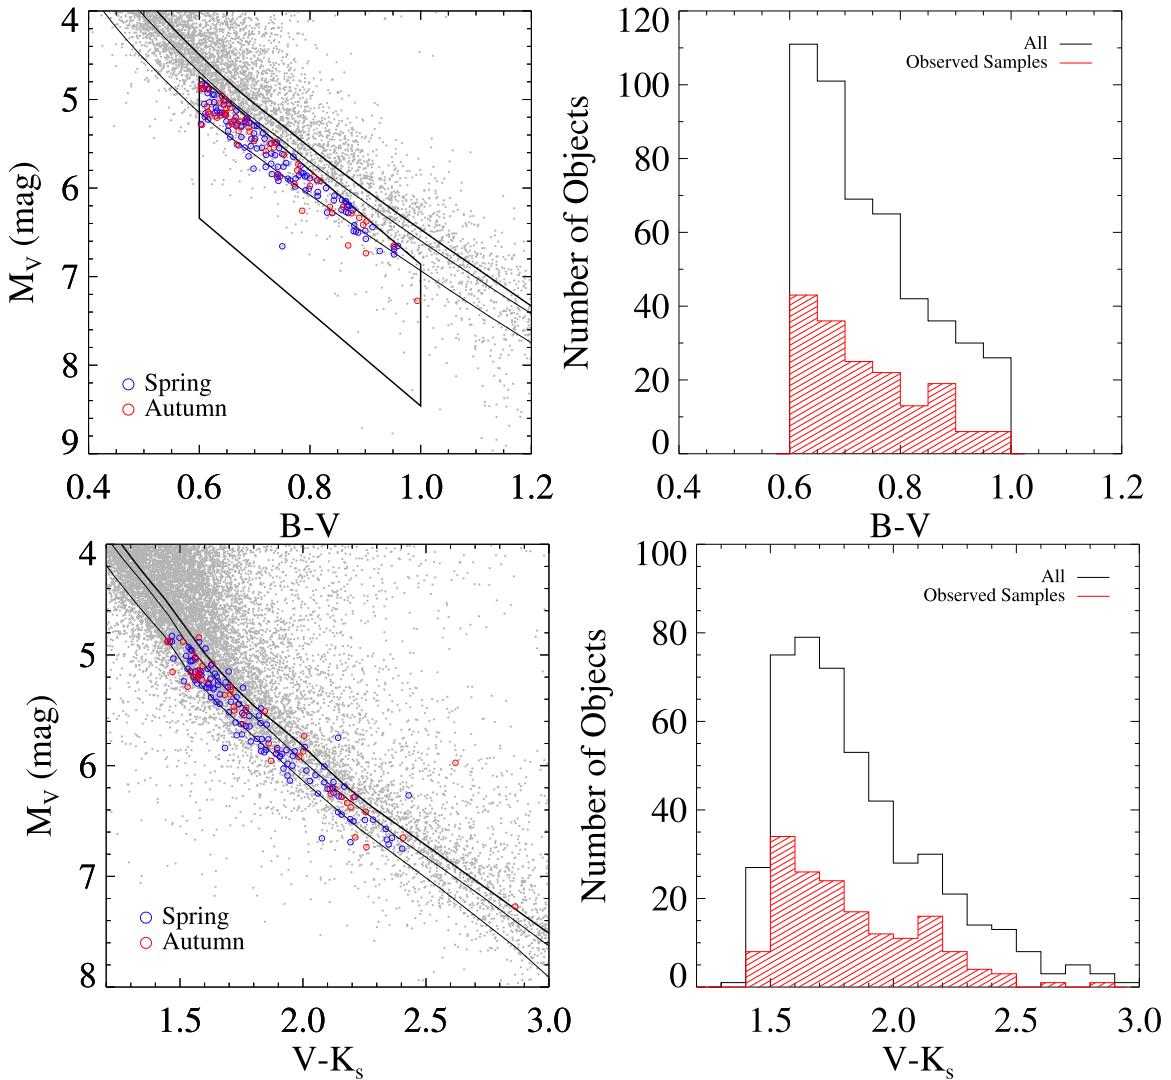 4
5
6
7
8
9
M_V (mag)
Spring
Autumn
0.4 0.6 0.8 1.0 1.2
B-V
120
100
80
60
40
20
0
Number of Objects
All
Observed Samples
0.4 0.6 0.8 1.0 1.2
B-V
4
5
6
7
8
M_V (mag)
Spring
Autumn
1.5 2.0 2.5 3.0
V-K_s
100
80
60
40
20
0
Number of Objects
All
Observed Samples
1.5 2.0 2.5 3.0
V-K_s